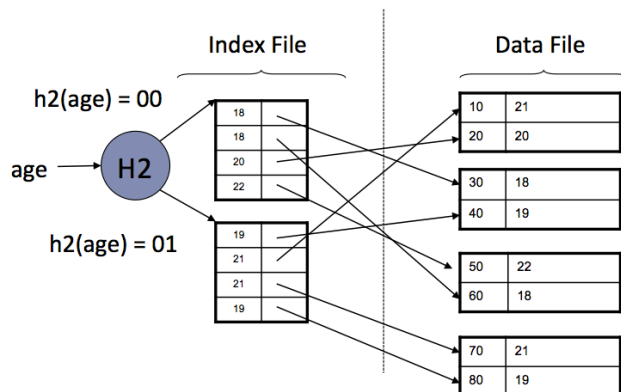 Index File
Data File
h2(age) = 00
age
H2
h2(age) = 01
18
18
20
22
19
21
21
19
10 21
20 20
30 18
40 19
50 22
60 18
70 21
80 19